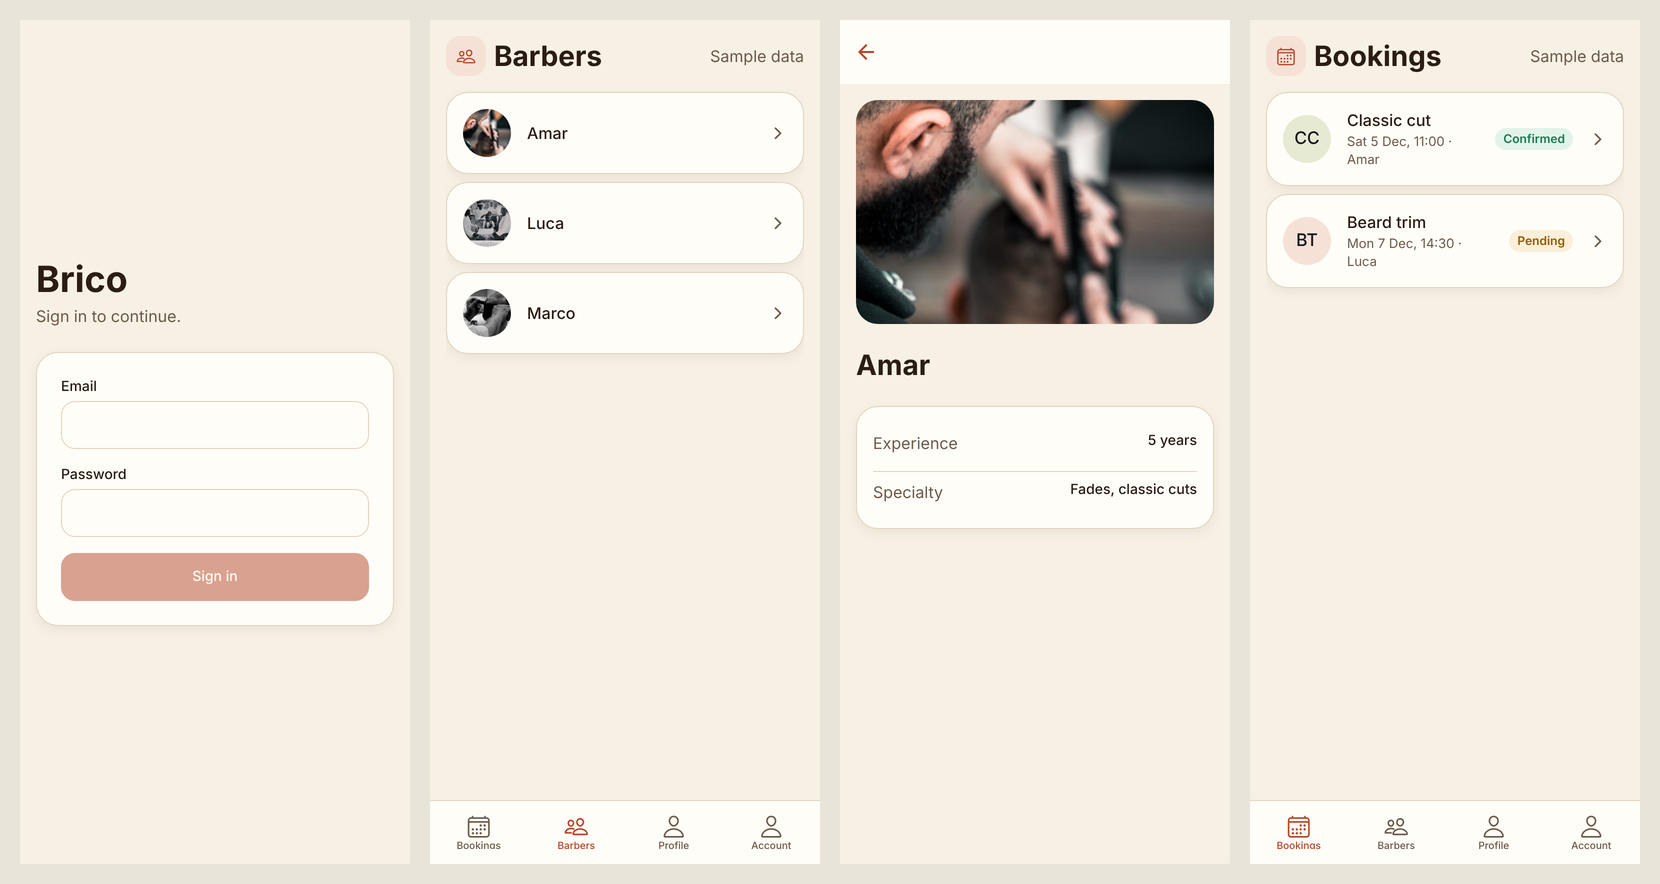 Brico
Sign in to continue.
Email
Password
Sign in
Barbers
Sample data
Amar
Luca
Marco
Bookings
Barbers
Profile
Account
Amar
Experience
5 years
Specialty
Fades, classic cuts
Bookings
Sample data
CC
Classic cut
Sat 5 Dec, 11:00 ·
Amar
Confirmed
BT
Beard trim
Mon 7 Dec, 14:30 ·
Luca
Pending
Bookings
Barbers
Profile
Account